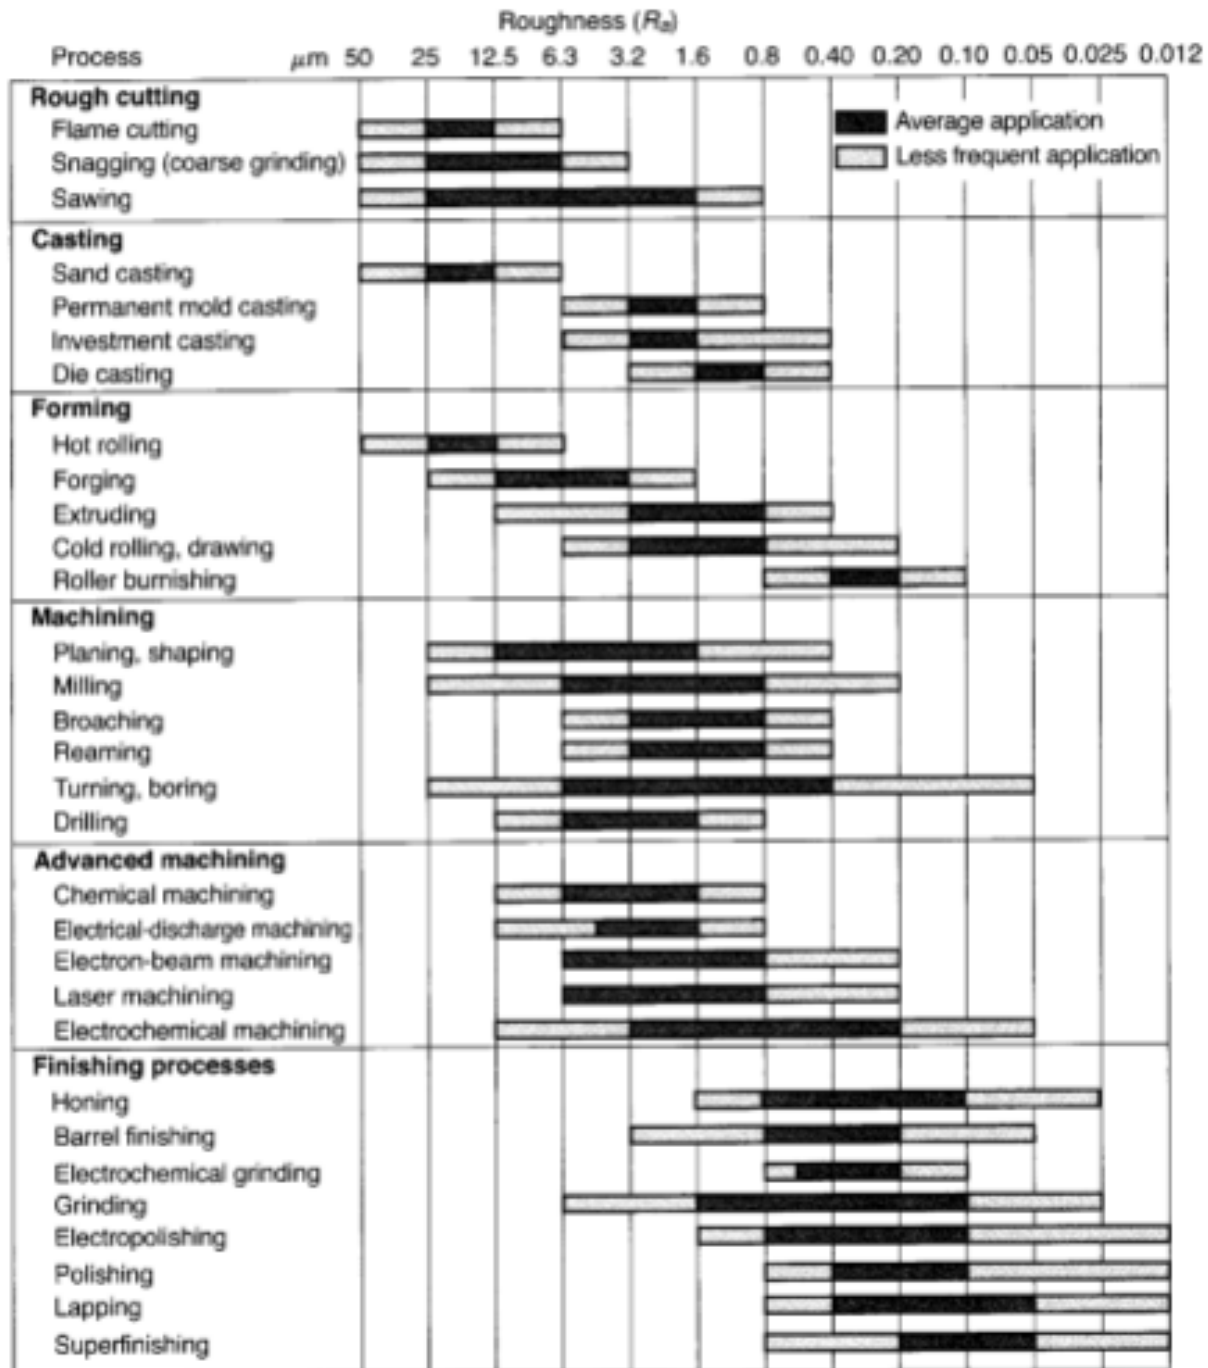 Roughness (Ra)
Process μm 50 25 12.5 6.3 3.2 1.6 0.8 0.40 0.20 0.10 0.05 0.025 0.012
Rough cutting
Flame cutting
Average application
Snagging (coarse grinding)
Less frequent application
Sawing
Casting
Sand casting
Permanent mold casting
Investment casting
Die casting
Forming
Hot rolling
Forging
Extruding
Cold rolling, drawing
Roller burnishing
Machining
Planing, shaping
Milling
Broaching
Reaming
Turning, boring
Drilling
Advanced machining
Chemical machining
Electrical-discharge machining
Electron-beam machining
Laser machining
Electrochemical machining
Finishing processes
Honing
Barrel finishing
Electrochemical grinding
Grinding
Electropolishing
Polishing
Lapping
Superfinishing